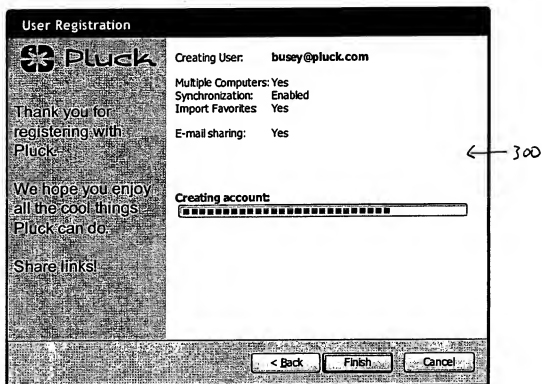 User Registration
Pluck
Thank you for
registering with
Pluck.
We hope you enjoy
all the cool things
Pluck can do.
Share links!
Creating User: busey@pluck.com
Multiple Computers: Yes
Synchronization: Enabled
Import Favorites Yes
E-mail sharing: Yes
Creating account:
< Back
Finish
Cancel
300